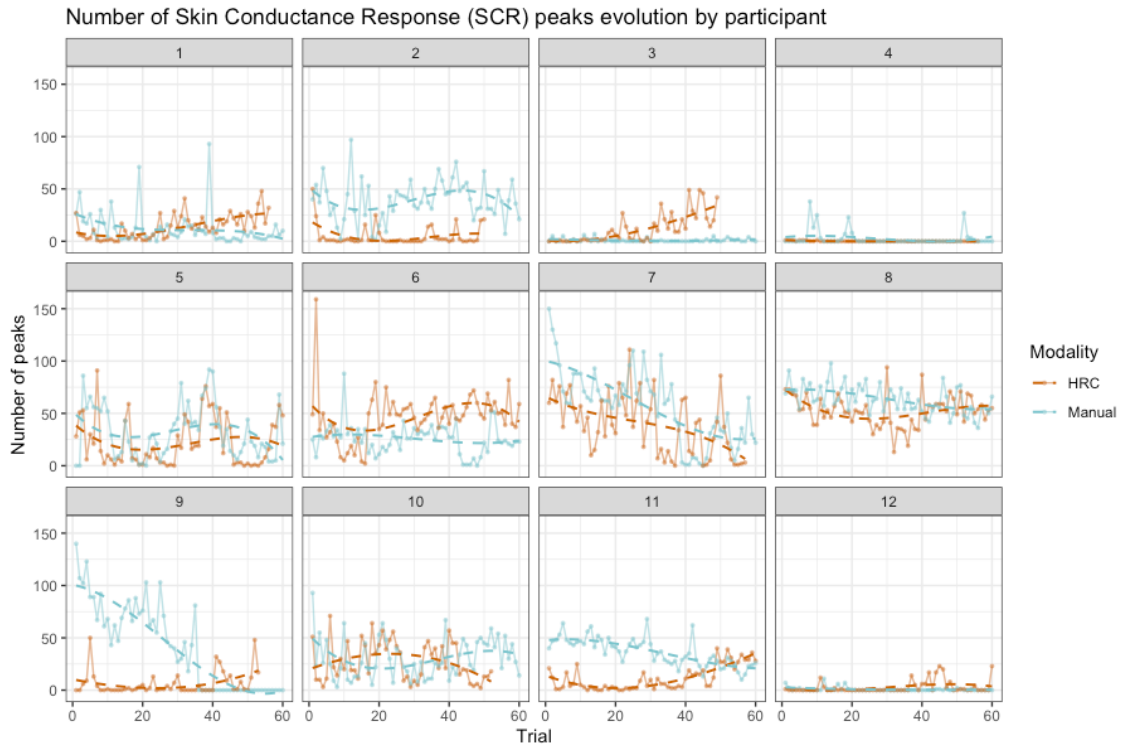 Number of Skin Conductance Response (SCR) peaks evolution by participant
1 2 3 4
150
100
50
0
5 6 7 8
150
100
50
0
9 10 11 12
150
100
50
0
0 20 40 60 0 20 40 60 0 20 40 60 0 20 40 60
Trial
Number of peaks
Modality
HRC
Manual